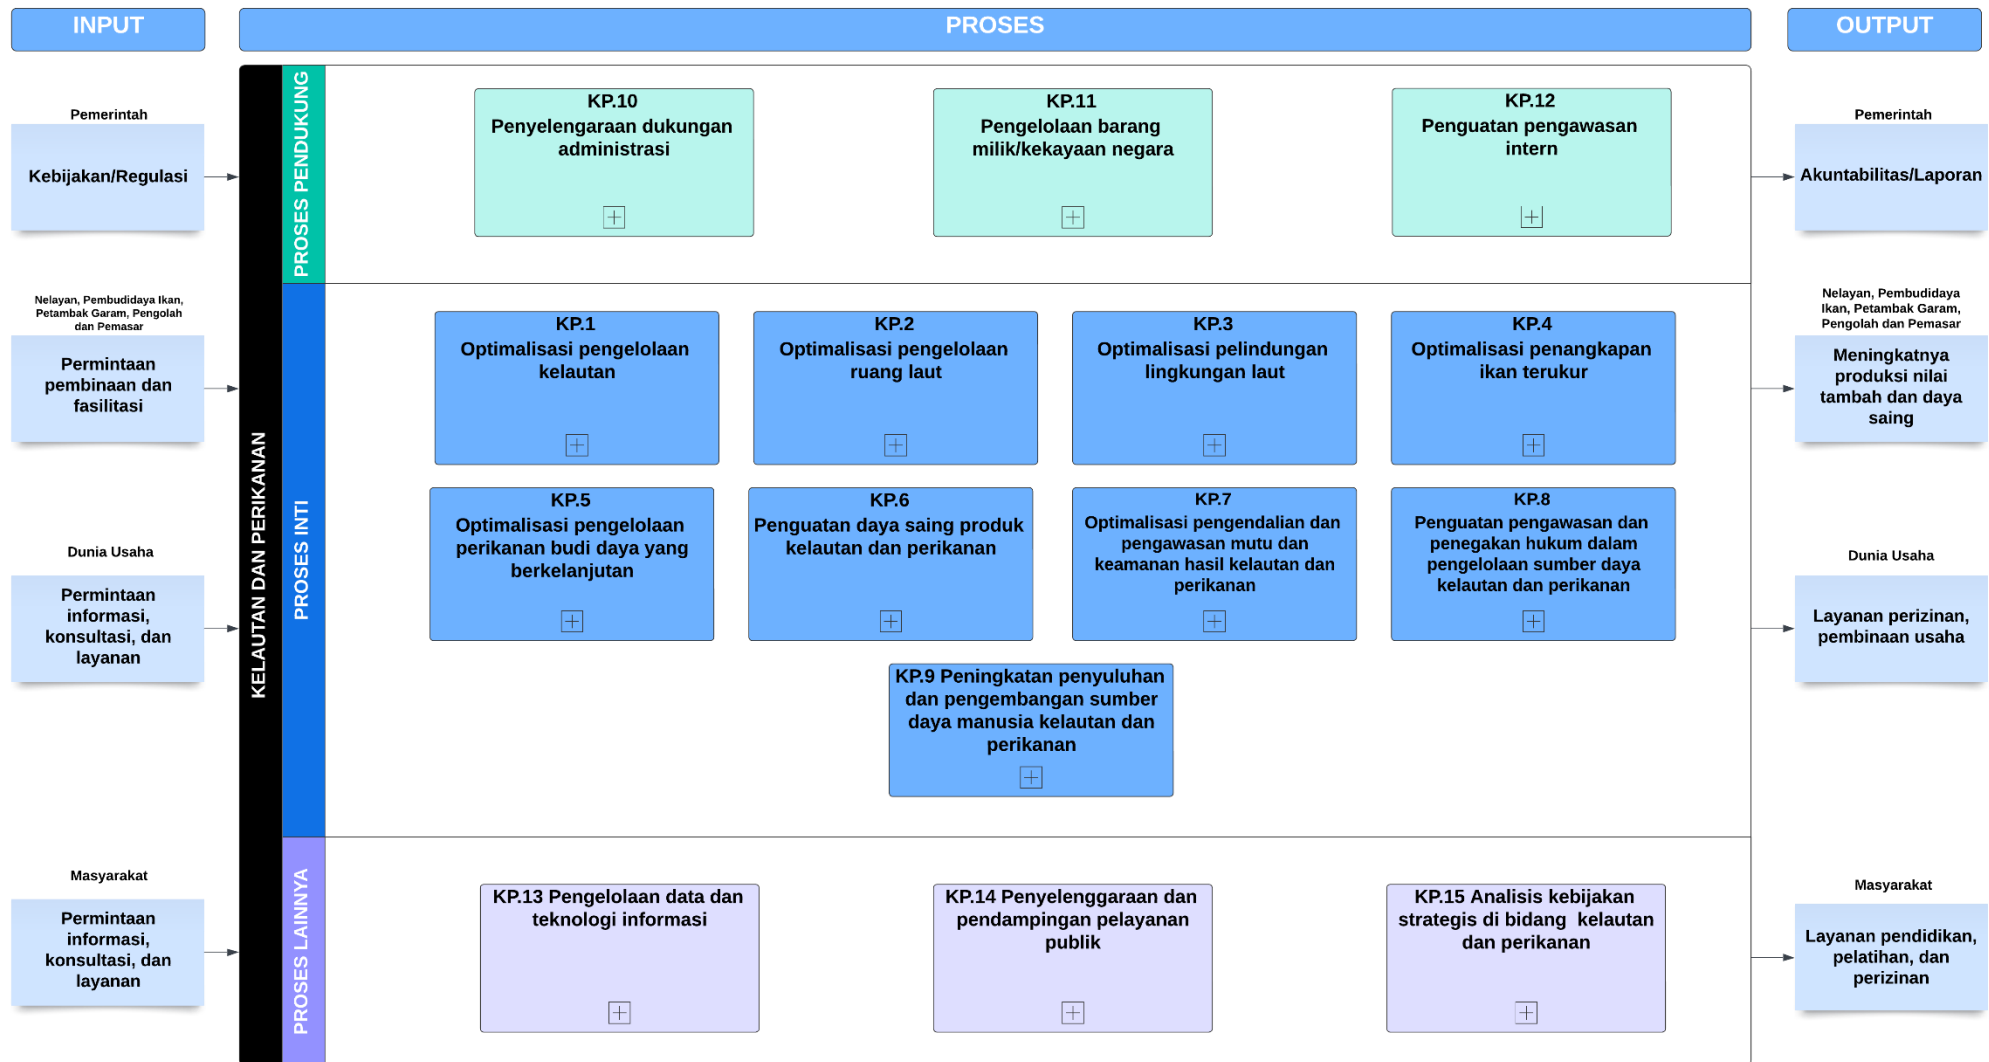 INPUT
PROSES
OUTPUT
Pemerintah
Kebijakan/Regulasi
Nelayan, Pembudidaya Ikan,
Petambak Garam, Pengolah
dan Pemasar
Permintaan
pembinaan dan
fasilitasi
Dunia Usaha
Permintaan
informasi,
konsultasi, dan
layanan
Masyarakat
Permintaan
informasi,
konsultasi, dan
layanan
KELAUTAN DAN PERIKANAN
PROSES PENDUKUNG
KP.10
Penyelengaraan dukungan
administrasi
KP.11
Pengelolaan barang
milik/kekayaan negara
KP.12
Penguatan pengawasan
intern
PROSES INTI
KP.1
Optimalisasi pengelolaan
kelautan
KP.2
Optimalisasi pengelolaan
ruang laut
KP.3
Optimalisasi pelindungan
lingkungan laut
KP.4
Optimalisasi penangkapan
ikan terukur
KP.5
Optimalisasi pengelolaan
perikanan budi daya yang
berkelanjutan
KP.6
Penguatan daya saing produk
kelautan dan perikanan
KP.7
Optimalisasi pengendalian dan
pengawasan mutu dan
keamanan hasil kelautan dan
perikanan
KP.8
Penguatan pengawasan dan
penegakan hukum dalam
pengelolaan sumber daya
kelautan dan perikanan
KP.9 Peningkatan penyuluhan
dan pengembangan sumber
daya manusia kelautan dan
perikanan
PROSES LAINNYA
KP.13 Pengelolaan data dan
teknologi informasi
KP.14 Penyelenggaraan dan
pendampingan pelayanan
publik
KP.15 Analisis kebijakan
strategis di bidang  kelautan
dan perikanan
Pemerintah
Akuntabilitas/Laporan
Nelayan, Pembudidaya
Ikan, Petambak Garam,
Pengolah dan Pemasar
Meningkatnya
produksi nilai
tambah dan daya
saing
Dunia Usaha
Layanan perizinan,
pembinaan usaha
Masyarakat
Layanan pendidikan,
pelatihan, dan
perizinan